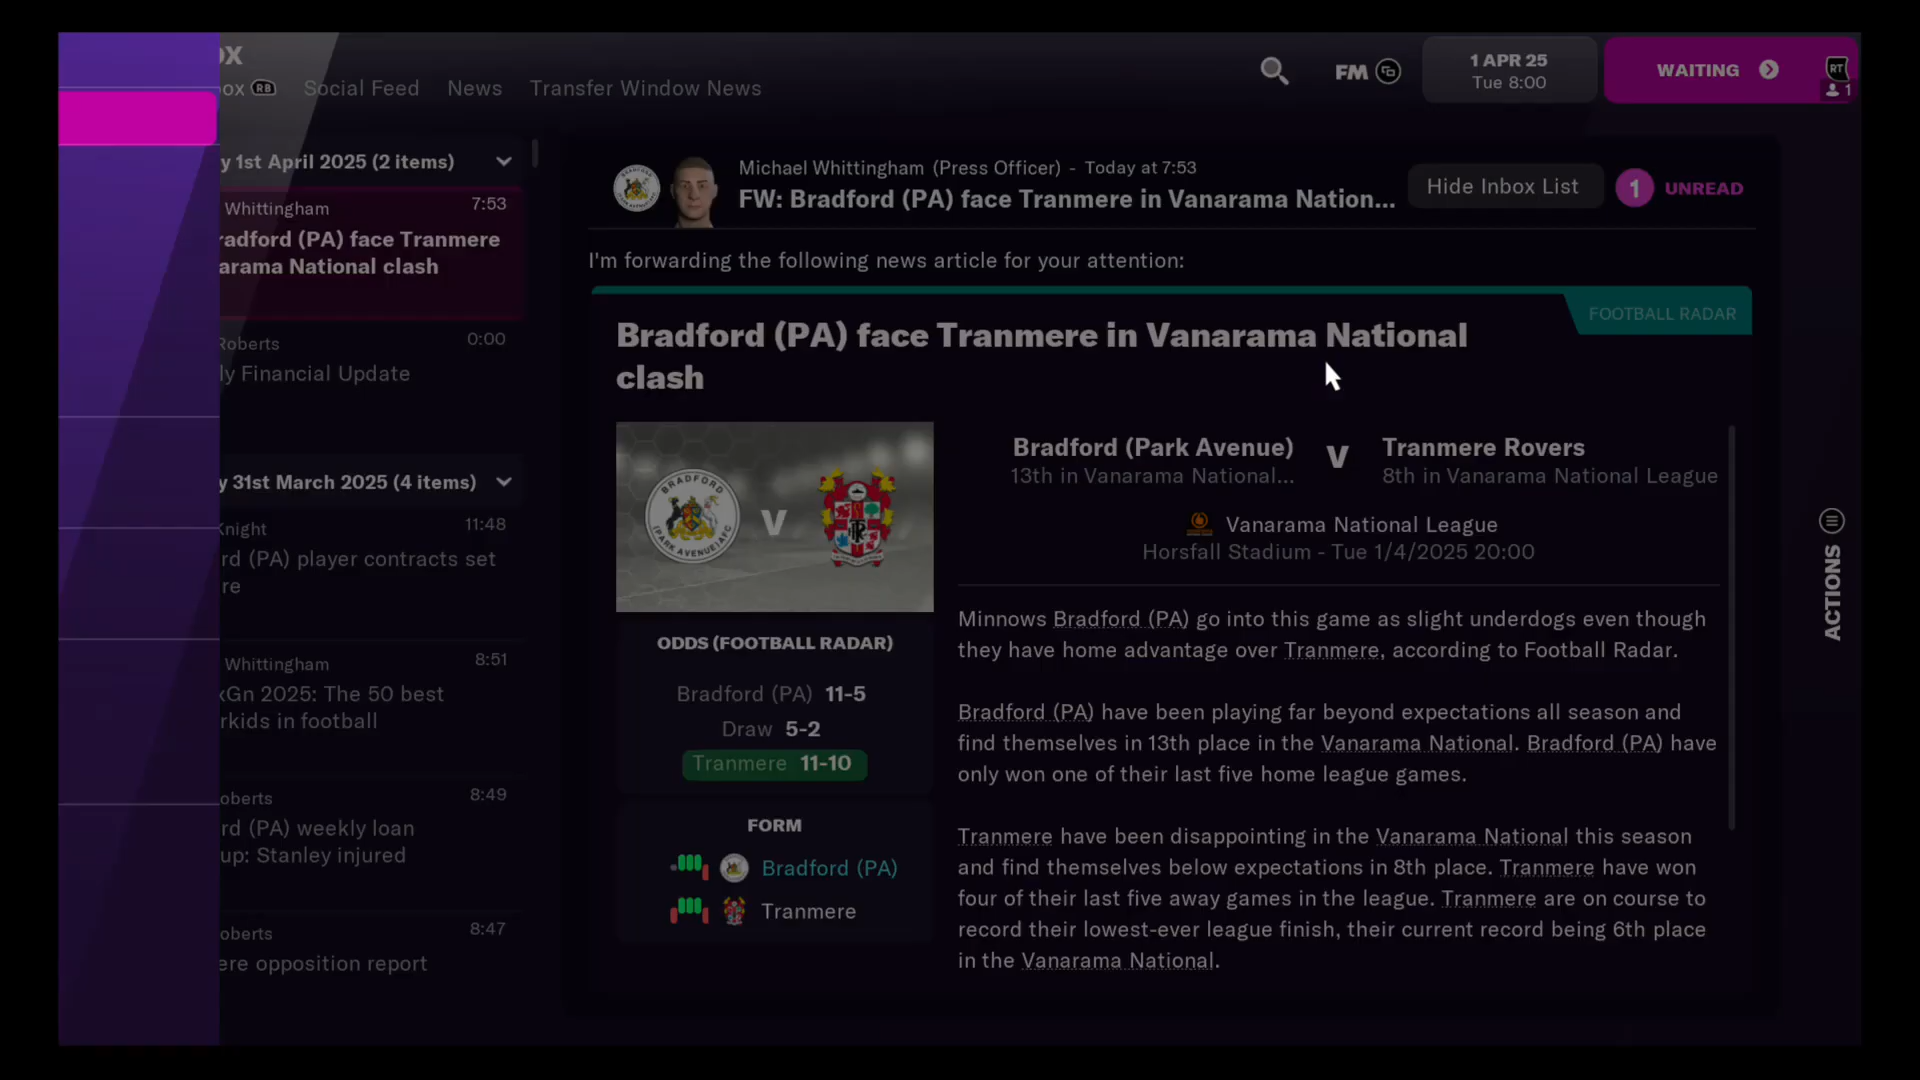 OX
ox RB Social Feed News Transfer Window News
FM
1 APR 25
Tue 8:00
WAITING
RT
1
y 1st April 2025 (2 items)
Whittingham 7:53
radford (PA) face Tranmere
arama National clash
Roberts 0:00
ly Financial Update
y 31st March 2025 (4 items)
Knight 11:48
rd (PA) player contracts set
re
Whittingham 8:51
xGn 2025: The 50 best
rkids in football
oberts 8:49
rd (PA) weekly loan
up: Stanley injured
oberts 8:47
ere opposition report
Michael Whittingham (Press Officer) - Today at 7:53
FW: Bradford (PA) face Tranmere in Vanarama Nation...
Hide Inbox List
1 UNREAD
I'm forwarding the following news article for your attention:
FOOTBALL RADAR
Bradford (PA) face Tranmere in Vanarama National
clash
BRADFORD
(PARK AVENUE) AFC
V
Bradford (Park Avenue) V Tranmere Rovers
13th in Vanarama National... 8th in Vanarama National League
Vanarama National League
Horsfall Stadium - Tue 1/4/2025 20:00
ODDS (FOOTBALL RADAR)
Bradford (PA) 11-5
Draw 5-2
Tranmere 11-10
FORM
Bradford (PA)
Tranmere
Minnows Bradford (PA) go into this game as slight underdogs even though
they have home advantage over Tranmere, according to Football Radar.
Bradford (PA) have been playing far beyond expectations all season and
find themselves in 13th place in the Vanarama National. Bradford (PA) have
only won one of their last five home league games.
Tranmere have been disappointing in the Vanarama National this season
and find themselves below expectations in 8th place. Tranmere have won
four of their last five away games in the league. Tranmere are on course to
record their lowest-ever league finish, their current record being 6th place
in the Vanarama National.
ACTIONS